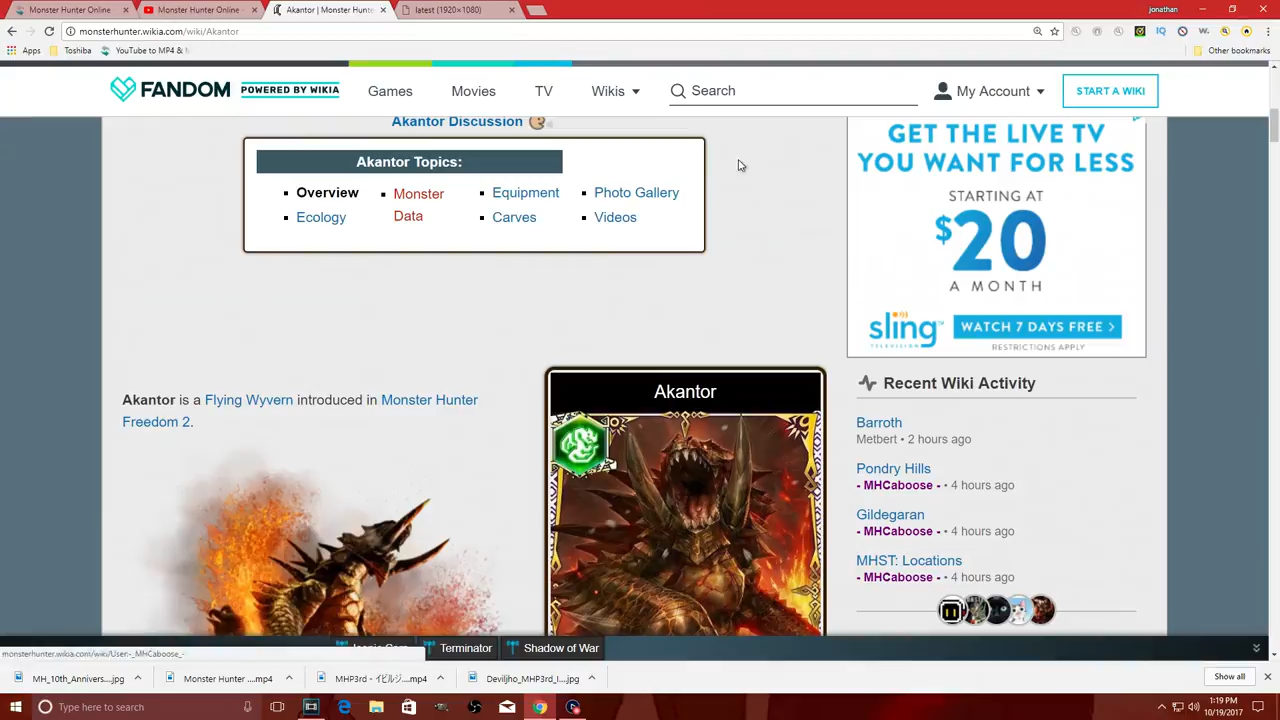 Monster Hunter Online
Monster Hunter Online -
Akantor | Monster Hunte
latest (1920×1080)
jonathan
monsterhunter.wikia.com/wiki/Akantor
Apps
Toshiba
YouTube to MP4 &
Other bookmarks
FANDOM
POWERED BY WIKIA
Games
Movies
TV
Wikis
Search
My Account
START A WIKI
Akantor Discussion
Akantor Topics:
Overview
Monster
Data
Equipment
Photo Gallery
Ecology
Carves
Videos
GET THE LIVE TV
YOU WANT FOR LESS
STARTING AT
$20
A MONTH
sling
TELEVISION
WATCH 7 DAYS FREE >
RESTRICTIONS APPLY
Akantor is a Flying Wyvern introduced in Monster Hunter
Freedom 2.
Akantor
Recent Wiki Activity
Barroth
Metbert • 2 hours ago
Pondry Hills
- MHCaboose - • 4 hours ago
Gildegaran
- MHCaboose - • 4 hours ago
MHST: Locations
- MHCaboose - • 4 hours ago
Terminator
Shadow of War
monsterhunter.wikia.com/wiki/User:-_MHCaboose_-
MH_10th_Annivers....jpg
Monster Hunter ....mp4
MHP3rd - イビルジ....mp4
Deviljho_MHP3rd_I....jpg
Show all
Type here to search
1:19 PM
10/19/2017